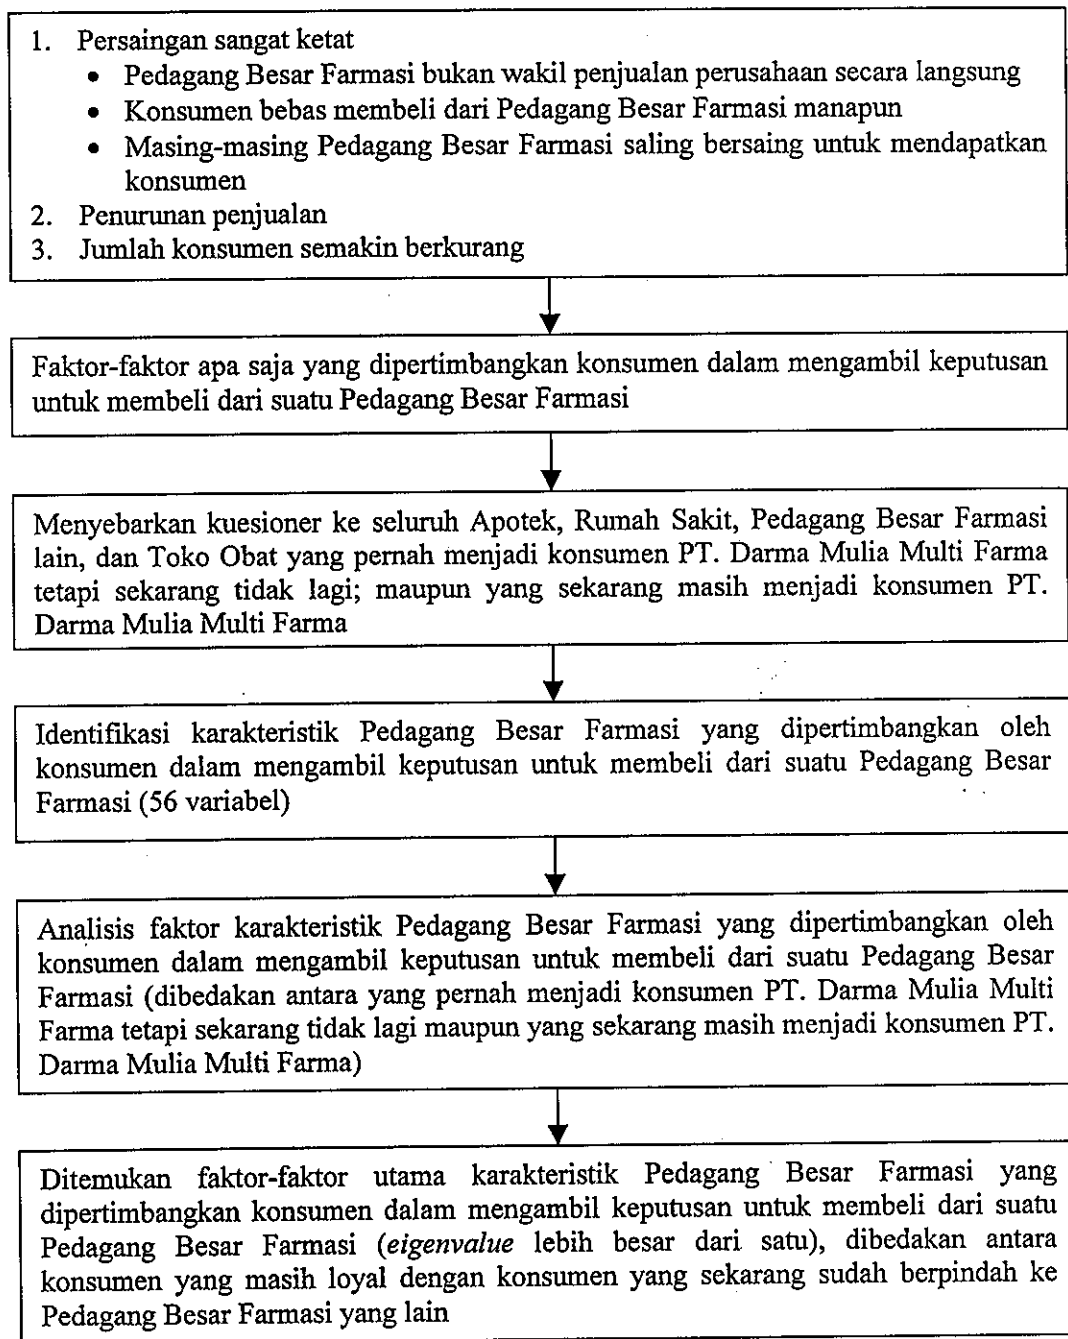 1. Persaingan sangat ketat
• Pedagang Besar Farmasi bukan wakil penjualan perusahaan secara langsung
• Konsumen bebas membeli dari Pedagang Besar Farmasi manapun
• Masing-masing Pedagang Besar Farmasi saling bersaing untuk mendapatkan
konsumen
2. Penurunan penjualan
3. Jumlah konsumen semakin berkurang
Faktor-faktor apa saja yang dipertimbangkan konsumen dalam mengambil keputusan
untuk membeli dari suatu Pedagang Besar Farmasi
Menyebarkan kuesioner ke seluruh Apotek, Rumah Sakit, Pedagang Besar Farmasi
lain, dan Toko Obat yang pernah menjadi konsumen PT. Darma Mulia Multi Farma
tetapi sekarang tidak lagi; maupun yang sekarang masih menjadi konsumen PT.
Darma Mulia Multi Farma
Identifikasi karakteristik Pedagang Besar Farmasi yang dipertimbangkan oleh
konsumen dalam mengambil keputusan untuk membeli dari suatu Pedagang Besar
Farmasi (56 variabel)
Analisis faktor karakteristik Pedagang Besar Farmasi yang dipertimbangkan oleh
konsumen dalam mengambil keputusan untuk membeli dari suatu Pedagang Besar
Farmasi (dibedakan antara yang pernah menjadi konsumen PT. Darma Mulia Multi
Farma tetapi sekarang tidak lagi maupun yang sekarang masih menjadi konsumen PT.
Darma Mulia Multi Farma)
Ditemukan faktor-faktor utama karakteristik Pedagang Besar Farmasi yang
dipertimbangkan konsumen dalam mengambil keputusan untuk membeli dari suatu
Pedagang Besar Farmasi (eigenvalue lebih besar dari satu), dibedakan antara
konsumen yang masih loyal dengan konsumen yang sekarang sudah berpindah ke
Pedagang Besar Farmasi yang lain